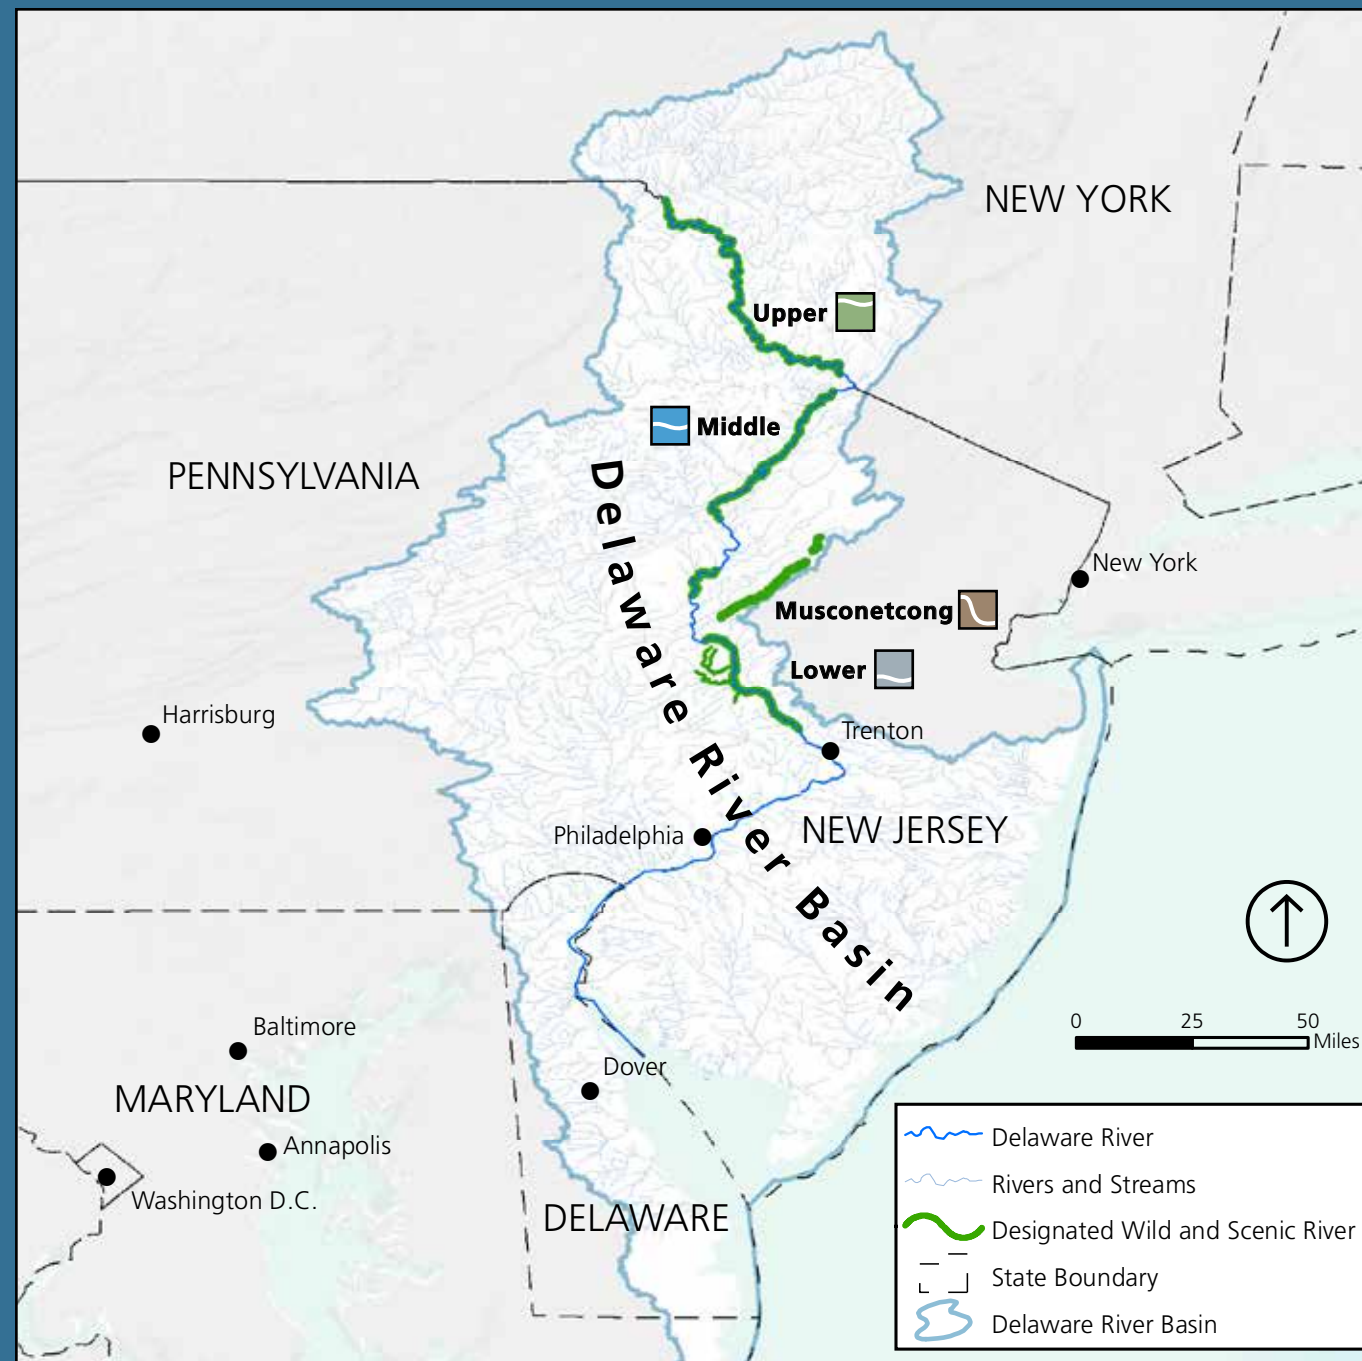 NEW YORK
Upper
Middle
PENNSYLVANIA
New York
Musconetcong
Lower
Harrisburg
Trenton
Delaware River Basin
Philadelphia
NEW JERSEY
Baltimore
0 25 50
Miles
Dover
MARYLAND
Annapolis
Washington D.C.
DELAWARE
Delaware River
Rivers and Streams
Designated Wild and Scenic River
State Boundary
Delaware River Basin